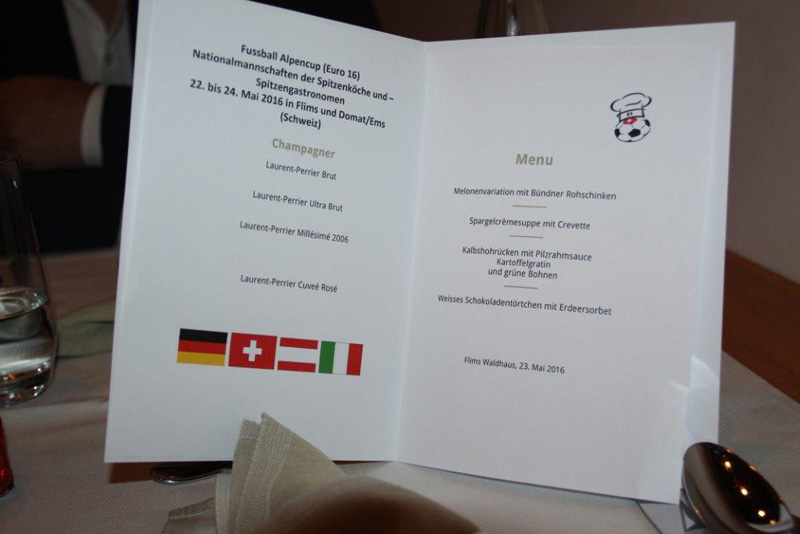 Fussball Alpencup (Euro 16)
Nationalmannschaften der Spitzenköche und –
Spitzengastronomen
22. bis 24. Mai 2016 in Flims und Domat/Ems
(Schweiz)
Champagner
Laurent-Perrier Brut
Laurent-Perrier Ultra Brut
Laurent-Perrier Millésimé 2006
Laurent-Perrier Cuveé Rosé
Menu
Melonenvariation mit Bündner Rohschinken
Spargelcrèmesuppe mit Crevette
Kalbshohrücken mit Pilzrahmsauce
Kartoffelgratin
und grüne Bohnen
Weisses Schokoladentörtchen mit Erdeersorbet
Flims Waldhaus, 23. Mai 2016